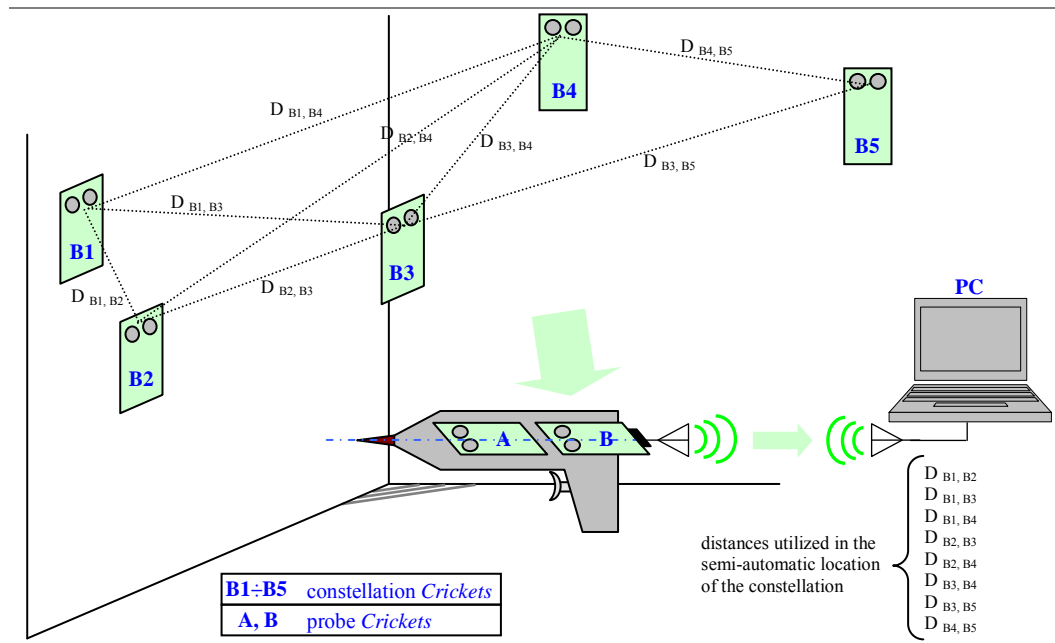 B4
D B4, B5
B5
D B1, B4
D B2, B4
D B3, B4
D B3, B5
B1
D B1, B3
B3
D B1, B2
D B2, B3
B2
PC
A
B
D B1, B2
D B1, B3
D B1, B4
D B2, B3
D B2, B4
D B3, B4
D B3, B5
D B4, B5
distances utilized in the
semi-automatic location
of the constellation
B1÷B5 constellation Crickets
A, B probe Crickets